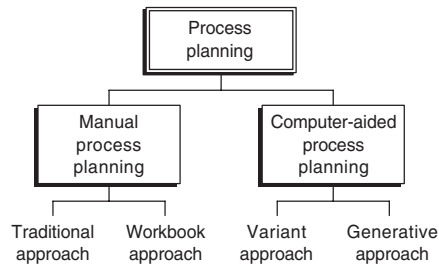 Process
planning
Manual
process
planning
Computer-aided
process
planning
Traditional
approach
Workbook
approach
Variant
approach
Generative
approach